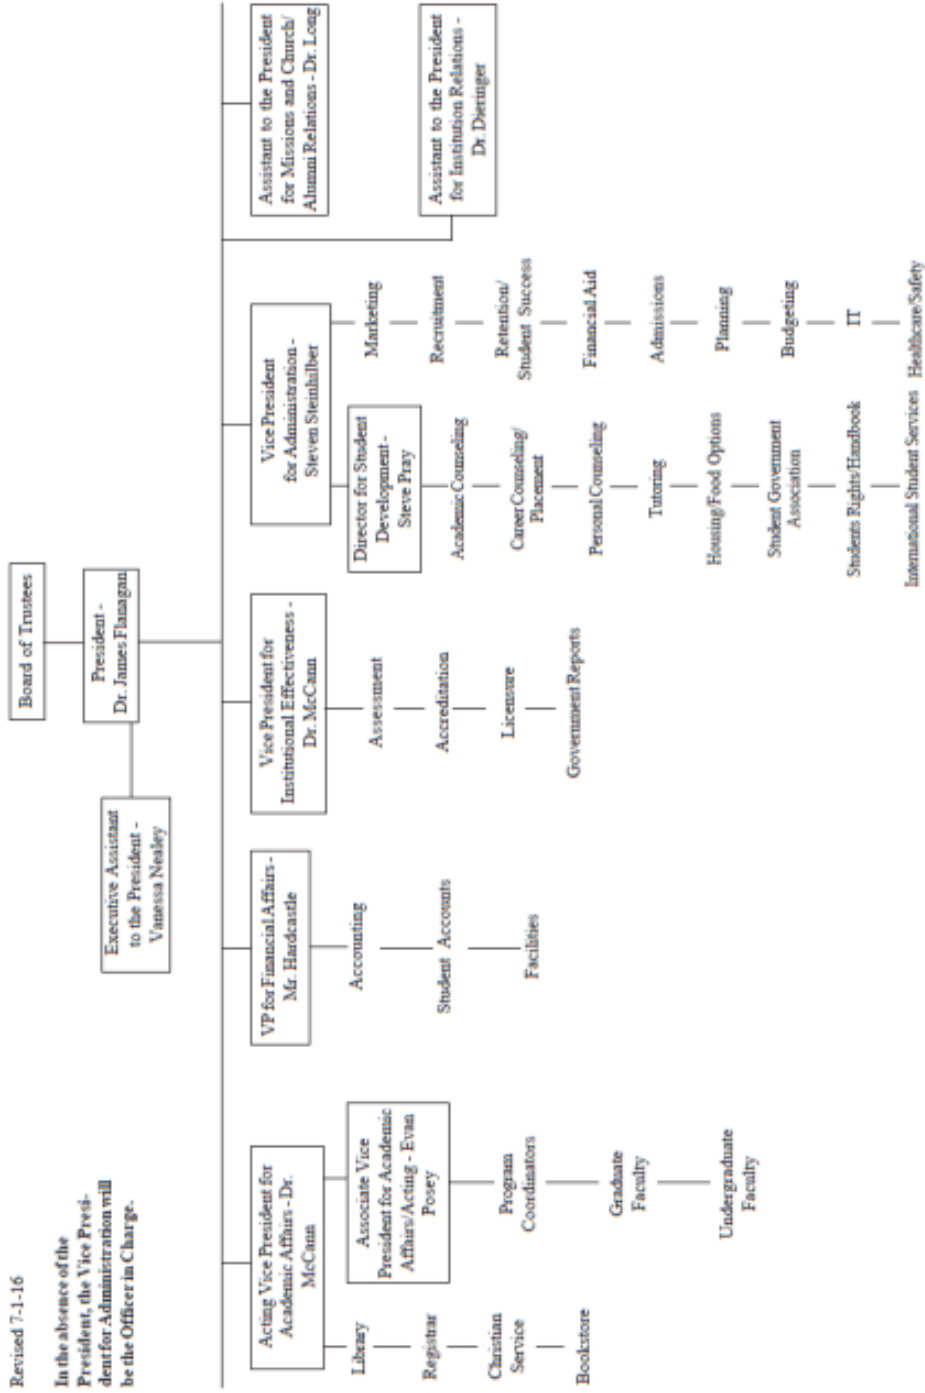 Revised 7-1-16
In the absence of the
President, the Vice Presi-
dent for Administration will
be the Officer in Charge.
Board of Trustees
President -
Dr. James Flanagan
Executive Assistant
to the President -
Vanessa Nealey
Acting Vice President for
Academic Affairs - Dr.
McCann
Library
Registrar
Christian
Service
Bookstore
Associate Vice
President for Academic
Affairs/Acting - Evan
Posey
Program
Coordinators
Graduate
Faculty
Undergraduate
Faculty
VP for Financial Affairs -
Mr. Hardcastle
Accounting
Student Accounts
Facilities
Vice President for
Institutional Effectiveness -
Dr. McCann
Assessment
Accreditation
Licensure
Government Reports
Vice President
for Administration -
Steven Steinhilber
Director for Student
Development -
Steve Pray
Academic Counseling
Career Counseling/
Placement
Personal Counseling
Tutoring
Housing/Food Options
Student Government
Association
Students Rights/Handbook
International Student Services
Marketing
Recruitment
Retention/
Student Success
Financial Aid
Admissions
Planning
Budgeting
IT
Healthcare/Safety
Assistant to the President
for Missions and Church/
Alumni Relations - Dr. Long
Assistant to the President
for Institution Relations -
Dr. Dieringer